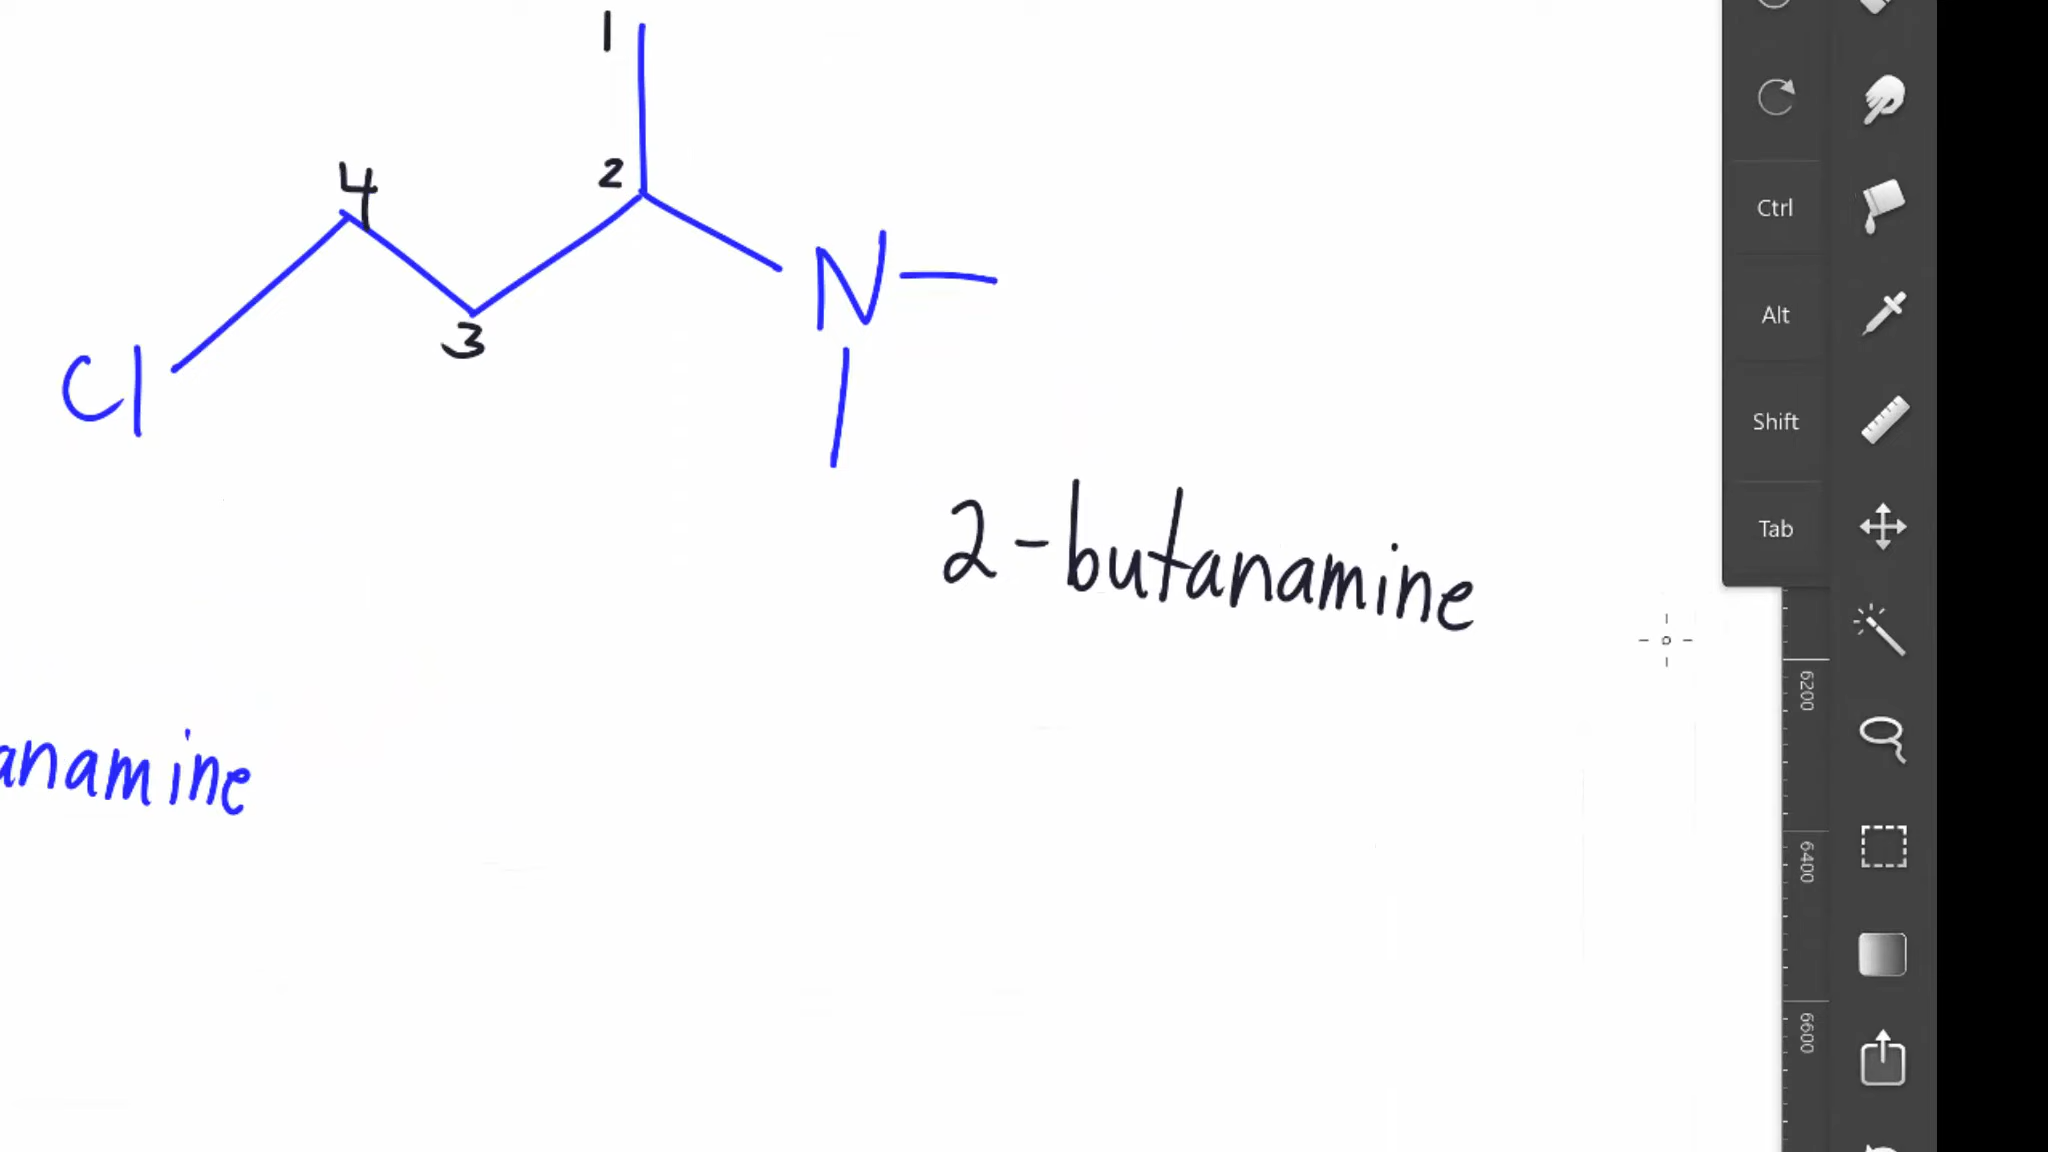 1
2
4
3
N
Cl
2-butanamine
anamine
Ctrl
Alt
Shift
Tab
6200
6400
6600